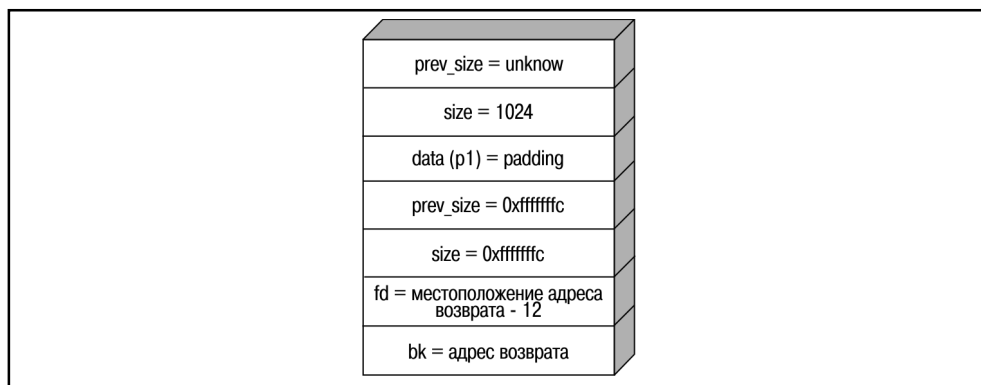 prev_size = unknow
size = 1024
data (p1) = padding
prev_size = 0xfffffffc
size = 0xfffffffc
fd = местоположение адреса
возврата - 12
bk = адрес возврата